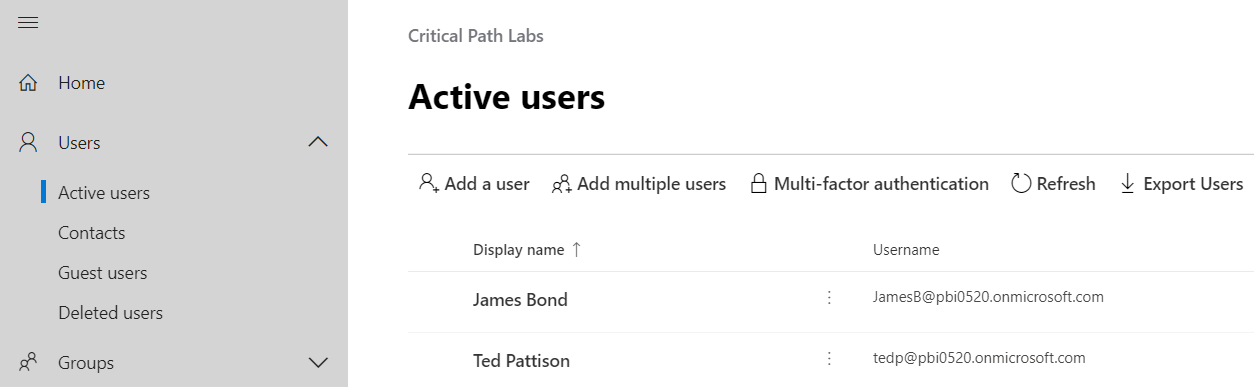 Critical Path Labs
Home
Active users
Users
Active users
Contacts
Guest users
Deleted users
Groups
Add a user Add multiple users Multi-factor authentication Refresh Export Users
Display name ↑ Username
James Bond JamesB@pbi0520.onmicrosoft.com
Ted Pattison tedp@pbi0520.onmicrosoft.com